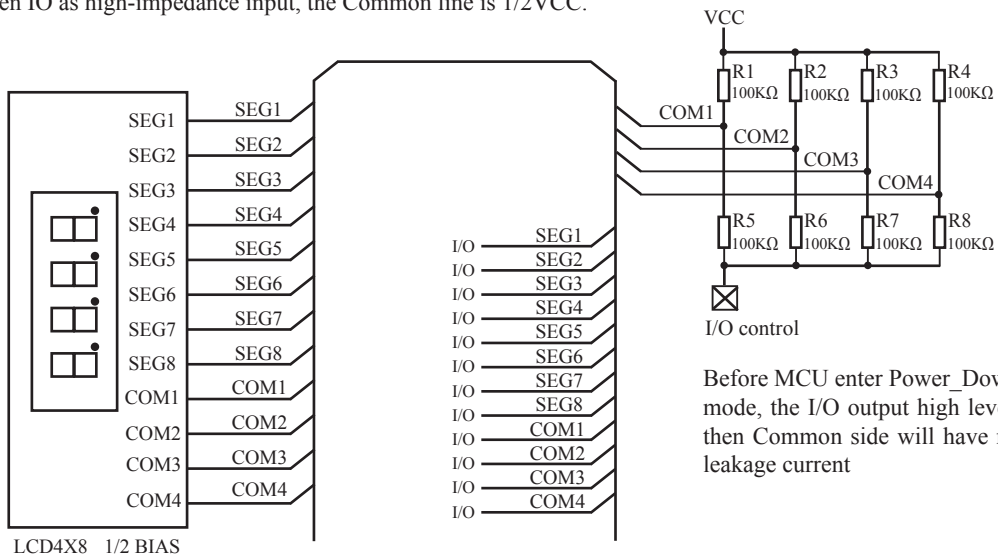 en IO as high-impedance input, the Common line is 1/2VCC.
VCC
R1
100KΩ
R2
100KΩ
R3
100KΩ
R4
100KΩ
COM1
COM2
COM3
COM4
R5
100KΩ
R6
100KΩ
R7
100KΩ
R8
100KΩ
I/O control
SEG1 SEG1
SEG2 SEG2
SEG3 SEG3
SEG4 SEG4
SEG5 SEG5
SEG6 SEG6
SEG7 SEG7
SEG8 SEG8
COM1 COM1
COM2 COM2
COM3 COM3
COM4 COM4
I/O SEG1
I/O SEG2
I/O SEG3
I/O SEG4
I/O SEG5
I/O SEG6
I/O SEG7
I/O SEG8
I/O COM1
I/O COM2
I/O COM3
I/O COM4
Before MCU enter Power_Dow
mode, the I/O output high leve
then Common side will have
leakage current
LCD4X8 1/2 BIAS